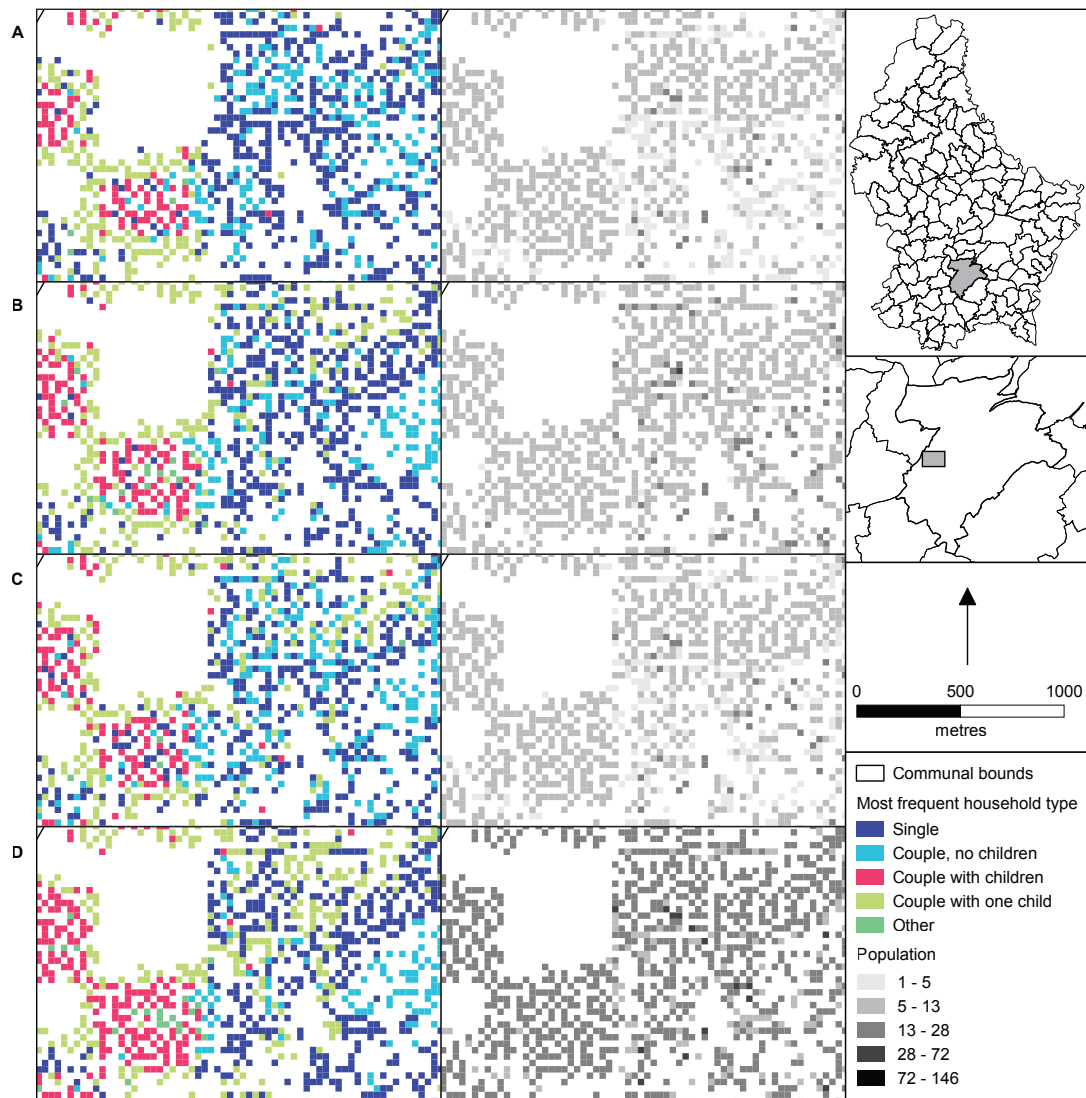 A
B
C
D
0 500 1000
metres
Communal bounds
Most frequent household type
Single
Couple, no children
Couple with children
Couple with one child
Other
Population
1 - 5
5 - 13
13 - 28
28 - 72
72 - 146